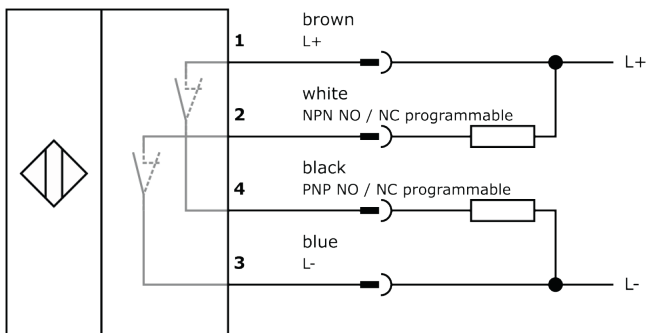 brown
1 L+ L+
white
2 NPN NO / NC programmable
black
4 PNP NO / NC programmable
blue
3 L- L-